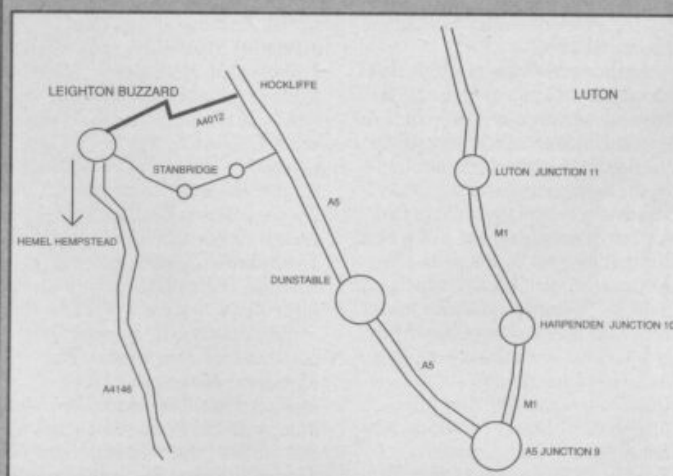 HOCKLIFFE
LEIGHTON BUZZARD
LUTON
A4012
STANBRIDGE
LUTON JUNCTION 11
A5
M1
HEMEL HEMPSTEAD
DUNSTABLE
HARPENDEN JUNCTION 10
A5
A4146
M1
A5 JUNCTION 9